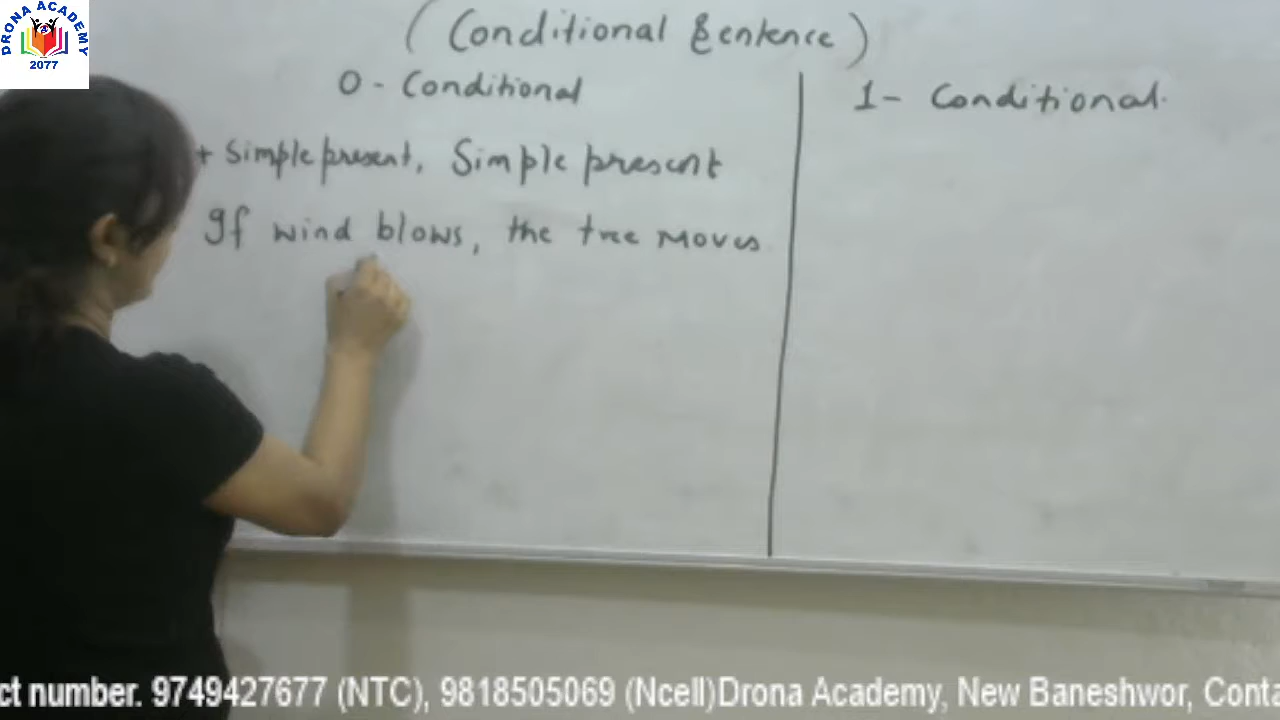 DRONA ACADEMY
2077
(Conditional Sentence)
0 - Conditional
+ Simple present, Simple present
If wind blows, the tree moves
1 - Conditional.
ct number. 9749427677 (NTC), 9818505069 (Ncell)Drona Academy, New Baneshwor, Conta